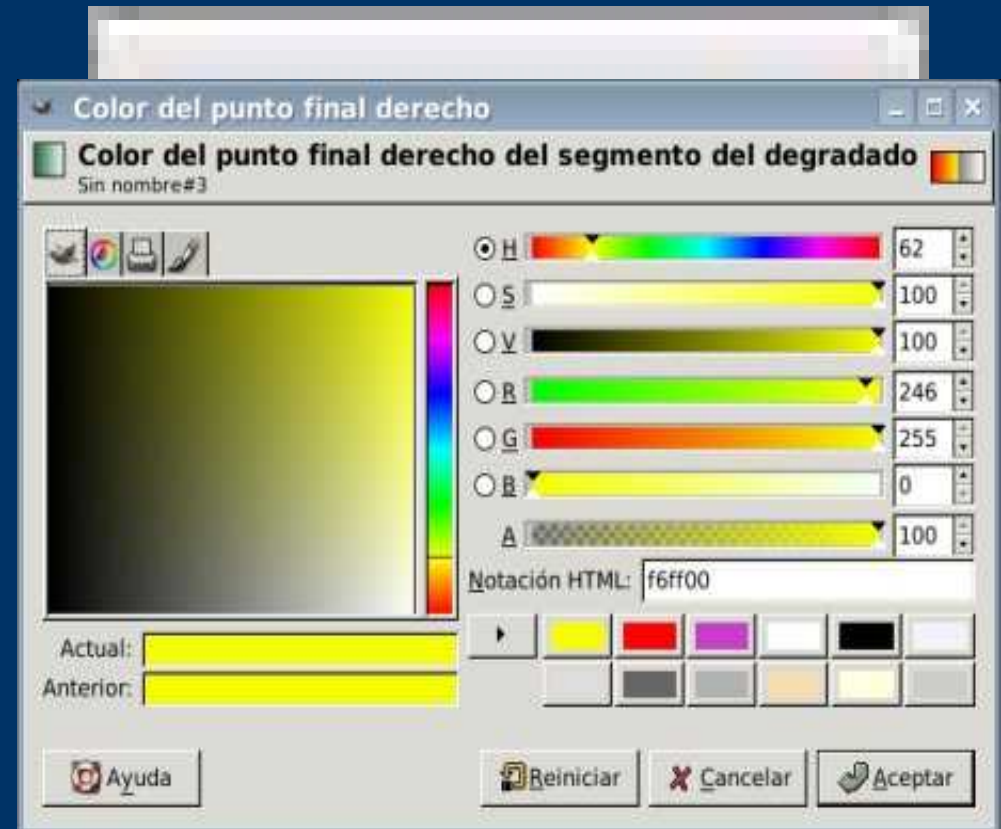 Color del punto final derecho
Color del punto final derecho del segmento del degradado
Sin nombre#3
H 62
S 100
V 100
R 246
G 255
B 0
A 100
Notación HTML: f6ff00
Actual:
Anterior:
Ayuda Reiniciar Cancelar Aceptar